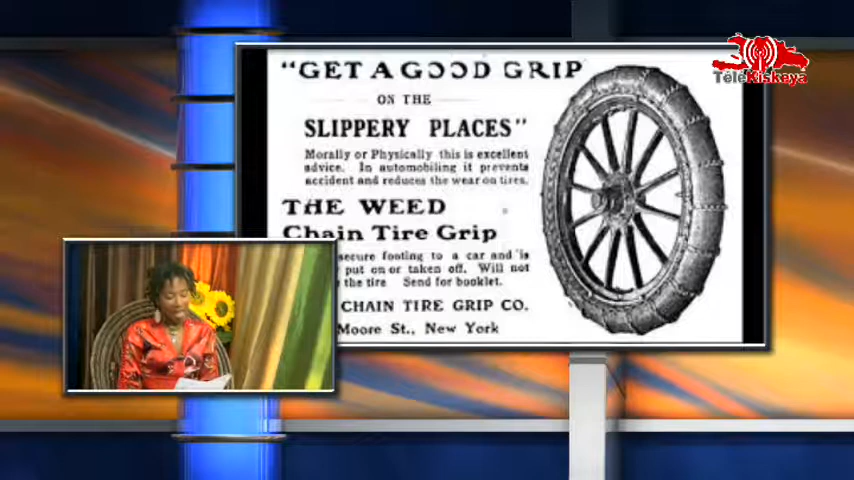 TéléKiskeya
"GET A GOOD GRIP
ON THE
SLIPPERY PLACES"
Morally or Physically this is excellent
advice. In automobiling it prevents
accident and reduces the wear on tires.
THE WEED
Chain Tire Grip
secure footing to a car and is
put on or taken off. Will not
the tire Send for booklet.
CHAIN TIRE GRIP CO.
Moore St., New York